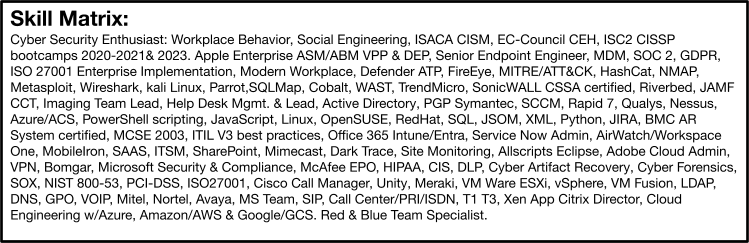 Skill Matrix:
Cyber Security Enthusiast: Workplace Behavior, Social Engineering, ISACA CISM, EC-Council CEH, ISC2 CISSP
bootcamps 2020-2021& 2023. Apple Enterprise ASM/ABM VPP & DEP, Senior Endpoint Engineer, MDM, SOC 2, GDPR,
ISO 27001 Enterprise Implementation, Modern Workplace, Defender ATP, FireEye, MITRE/ATT&CK, HashCat, NMAP,
Metasploit, Wireshark, kali Linux, Parrot,SQLMap, Cobalt, WAST, TrendMicro, SonicWALL CSSA certified, Riverbed, JAMF
CCT, Imaging Team Lead, Help Desk Mgmt. & Lead, Active Directory, PGP Symantec, SCCM, Rapid 7, Qualys, Nessus,
Azure/ACS, PowerShell scripting, JavaScript, Linux, OpenSUSE, RedHat, SQL, JSOM, XML, Python, JIRA, BMC AR
System certified, MCSE 2003, ITIL V3 best practices, Office 365 Intune/Entra, Service Now Admin, AirWatch/Workspace
One, MobileIron, SAAS, ITSM, SharePoint, Mimecast, Dark Trace, Site Monitoring, Allscripts Eclipse, Adobe Cloud Admin,
VPN, Bomgar, Microsoft Security & Compliance, McAfee EPO, HIPAA, CIS, DLP, Cyber Artifact Recovery, Cyber Forensics,
SOX, NIST 800-53, PCI-DSS, ISO27001, Cisco Call Manager, Unity, Meraki, VM Ware ESXi, vSphere, VM Fusion, LDAP,
DNS, GPO, VOIP, Mitel, Nortel, Avaya, MS Team, SIP, Call Center/PRI/ISDN, T1 T3, Xen App Citrix Director, Cloud
Engineering w/Azure, Amazon/AWS & Google/GCS. Red & Blue Team Specialist.